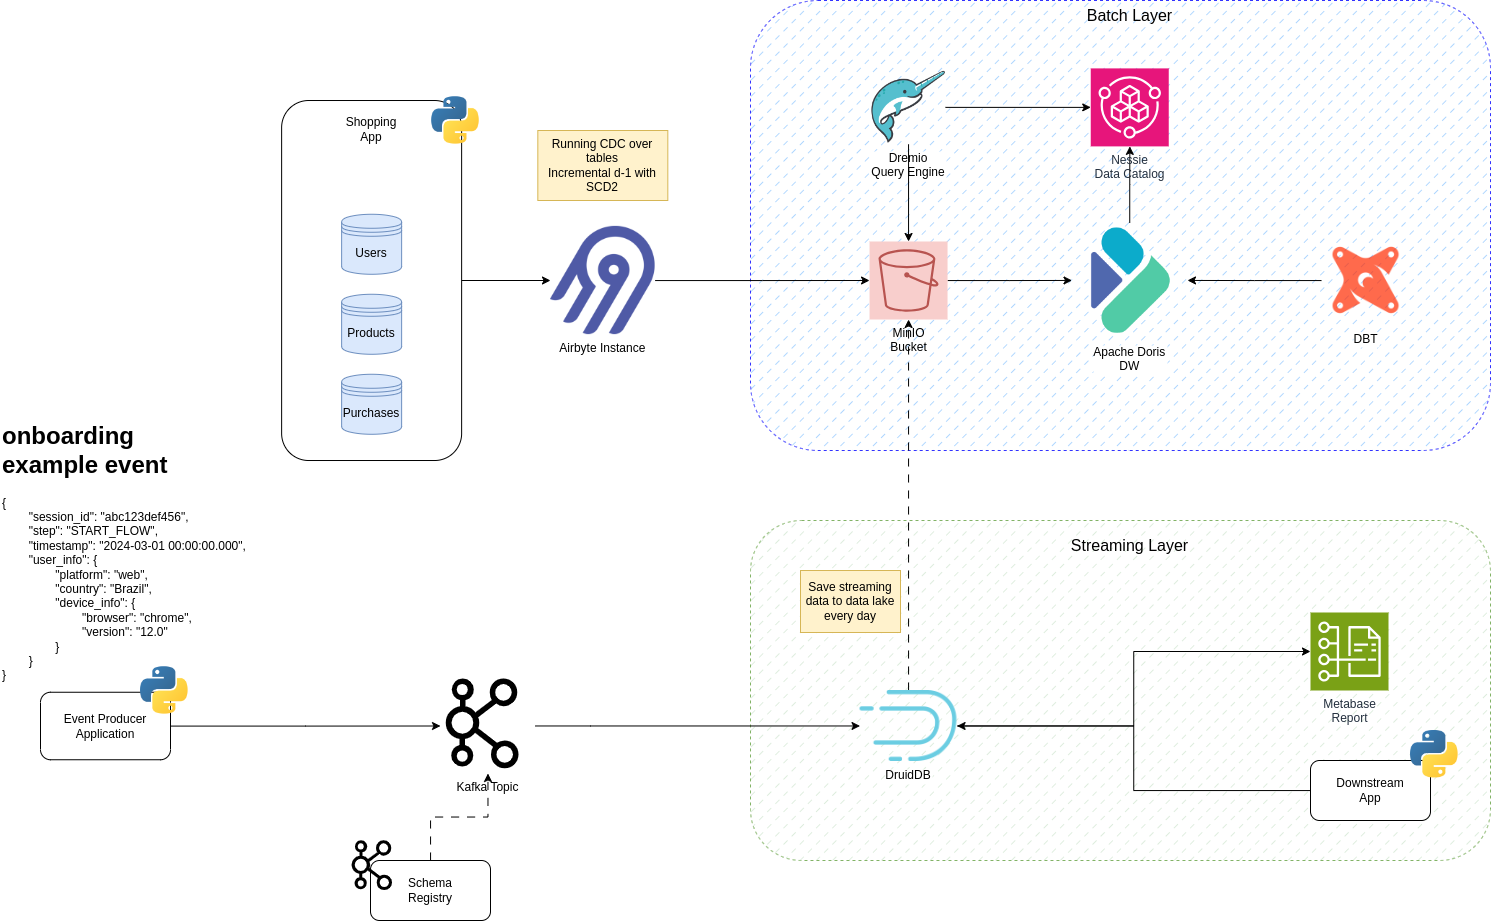 Batch Layer
Shopping
App
Running CDC over
tables
Incremental d-1 with
SCD2
Dremio
Query Engine
Nessie
Data Catalog
Users
Products
Purchases
Airbyte Instance
MinIO
Bucket
Apache Doris
DW
DBT
onboarding
example event
{
"session_id": "abc123def456",
"step": "START_FLOW",
"timestamp": "2024-03-01 00:00:00.000",
"user_info": {
"platform": "web",
"country": "Brazil",
"device_info": {
"browser": "chrome",
"version": "12.0"
}
}
}
Event Producer
Application
Kafka Topic
Schema
Registry
Streaming Layer
Save streaming
data to data lake
every day
DruidDB
Metabase
Report
Downstream
App